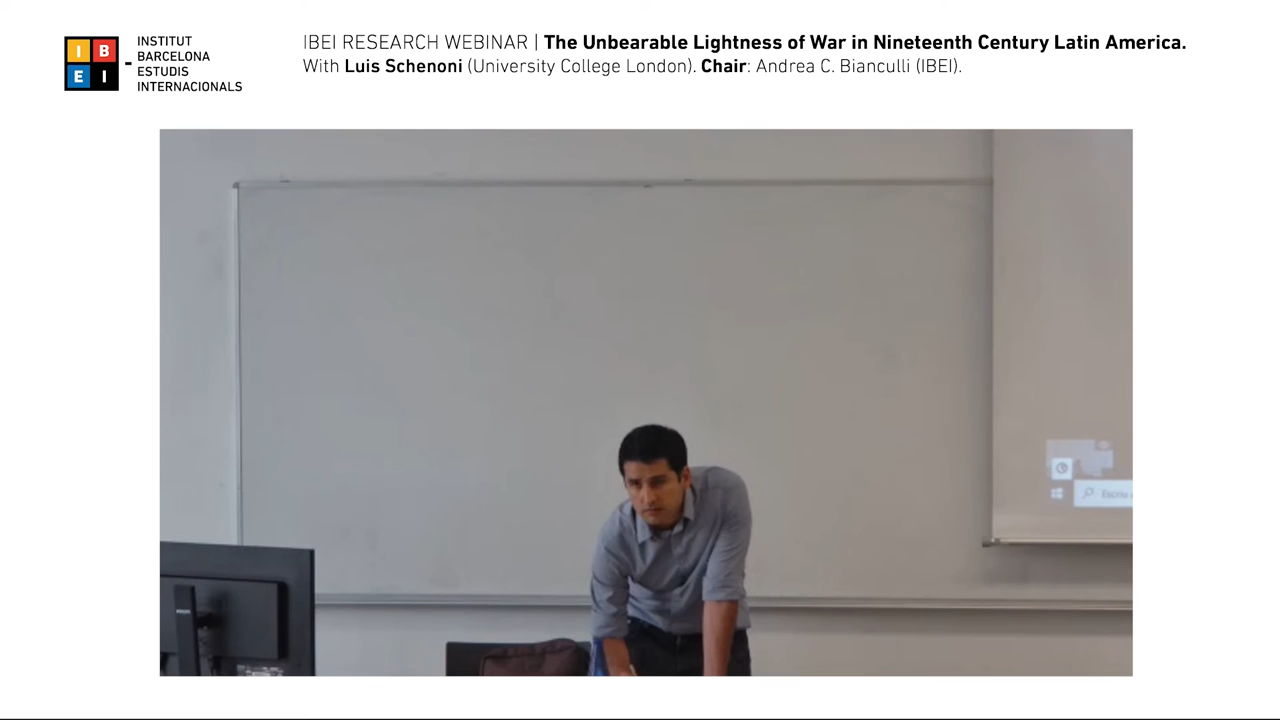 I B
E I
INSTITUT
BARCELONA
ESTUDIS
INTERNACIONALS
IBEI RESEARCH WEBINAR | The Unbearable Lightness of War in Nineteenth Century Latin America.
With Luis Schenoni (University College London). Chair: Andrea C. Bianculli (IBEI).